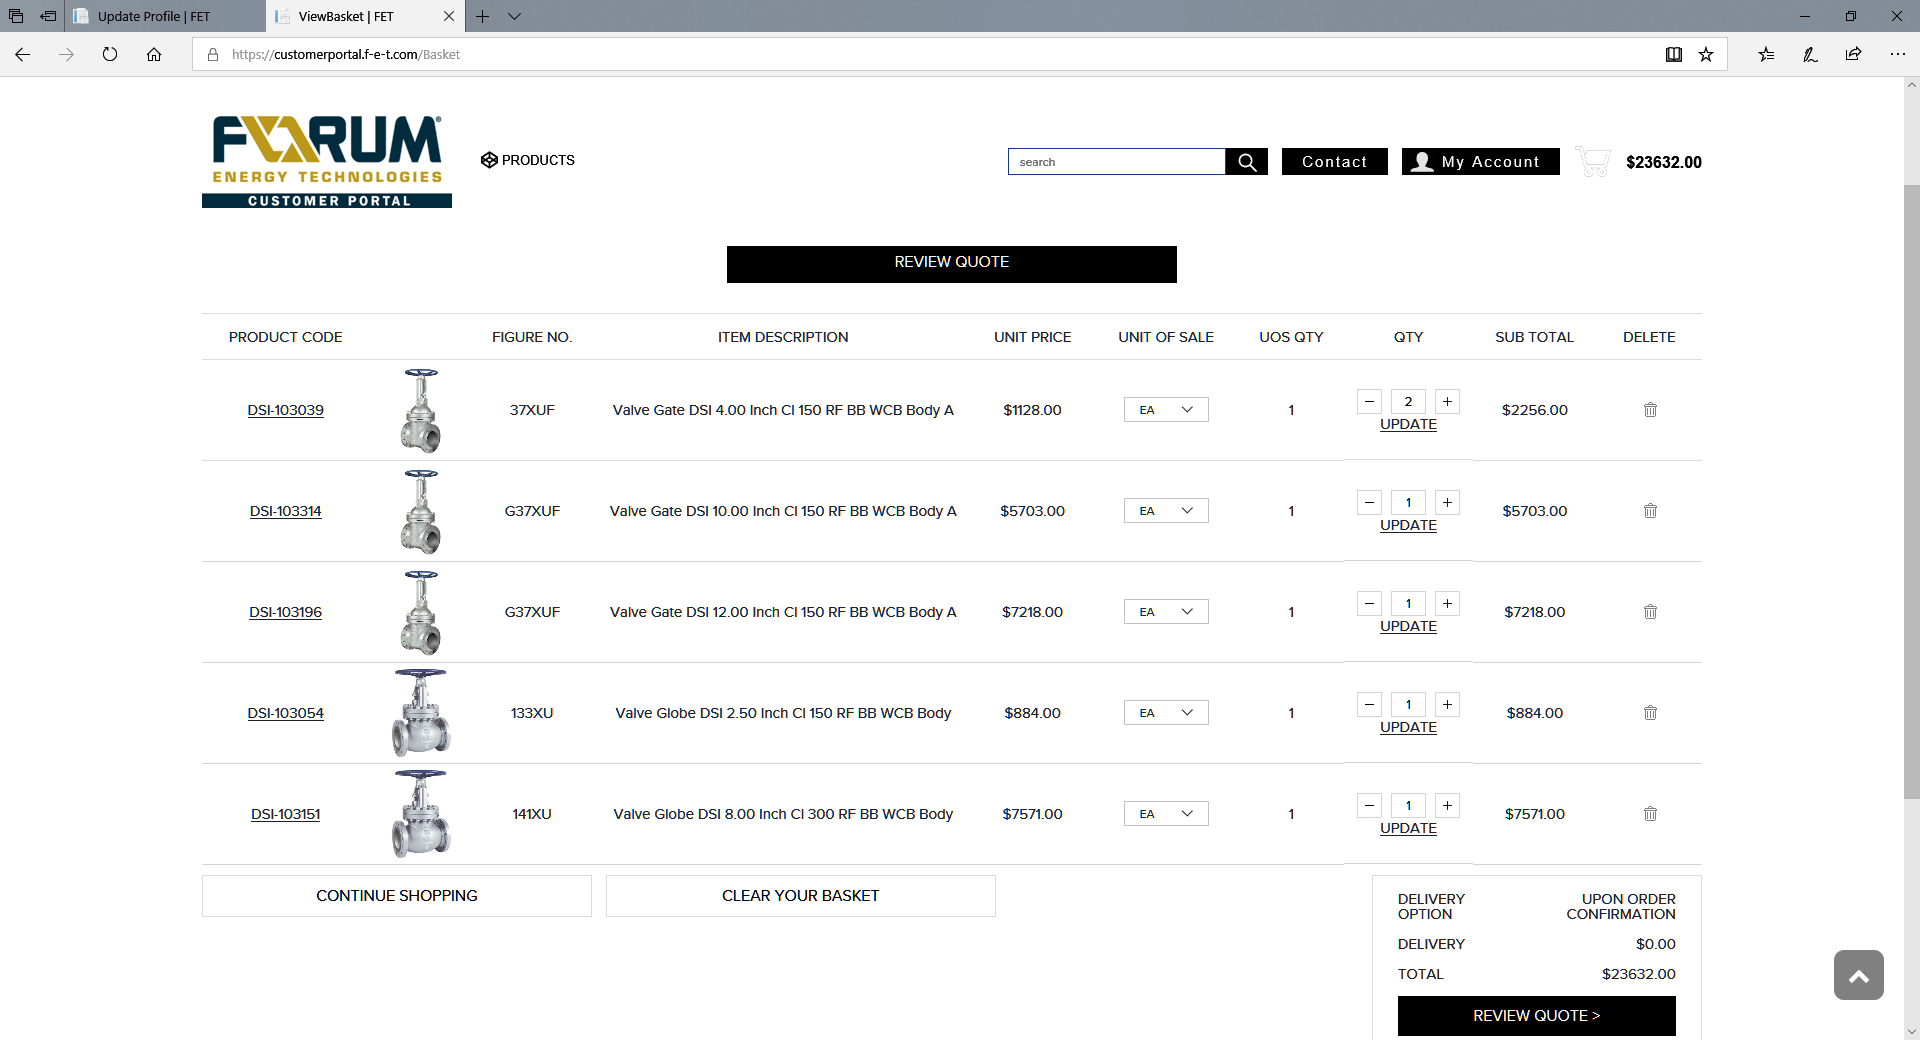 Update Profile | FET
ViewBasket | FET
https://customerportal.f-e-t.com/Basket
FORUM®
ENERGY TECHNOLOGIES
CUSTOMER PORTAL
PRODUCTS
search
Contact
My Account
$23632.00
REVIEW QUOTE
PRODUCT CODE FIGURE NO. ITEM DESCRIPTION UNIT PRICE UNIT OF SALE UOS QTY QTY SUB TOTAL DELETE
DSI-103039 37XUF Valve Gate DSI 4.00 Inch Cl 150 RF BB WCB Body A $1128.00 EA 1 − 2 + $2256.00
UPDATE
DSI-103314 G37XUF Valve Gate DSI 10.00 Inch Cl 150 RF BB WCB Body A $5703.00 EA 1 − 1 + $5703.00
UPDATE
DSI-103196 G37XUF Valve Gate DSI 12.00 Inch Cl 150 RF BB WCB Body A $7218.00 EA 1 − 1 + $7218.00
UPDATE
DSI-103054 133XU Valve Globe DSI 2.50 Inch Cl 150 RF BB WCB Body $884.00 EA 1 − 1 + $884.00
UPDATE
DSI-103151 141XU Valve Globe DSI 8.00 Inch Cl 300 RF BB WCB Body $7571.00 EA 1 − 1 + $7571.00
UPDATE
CONTINUE SHOPPING
CLEAR YOUR BASKET
DELIVERY OPTION
UPON ORDER CONFIRMATION
DELIVERY $0.00
TOTAL $23632.00
REVIEW QUOTE >